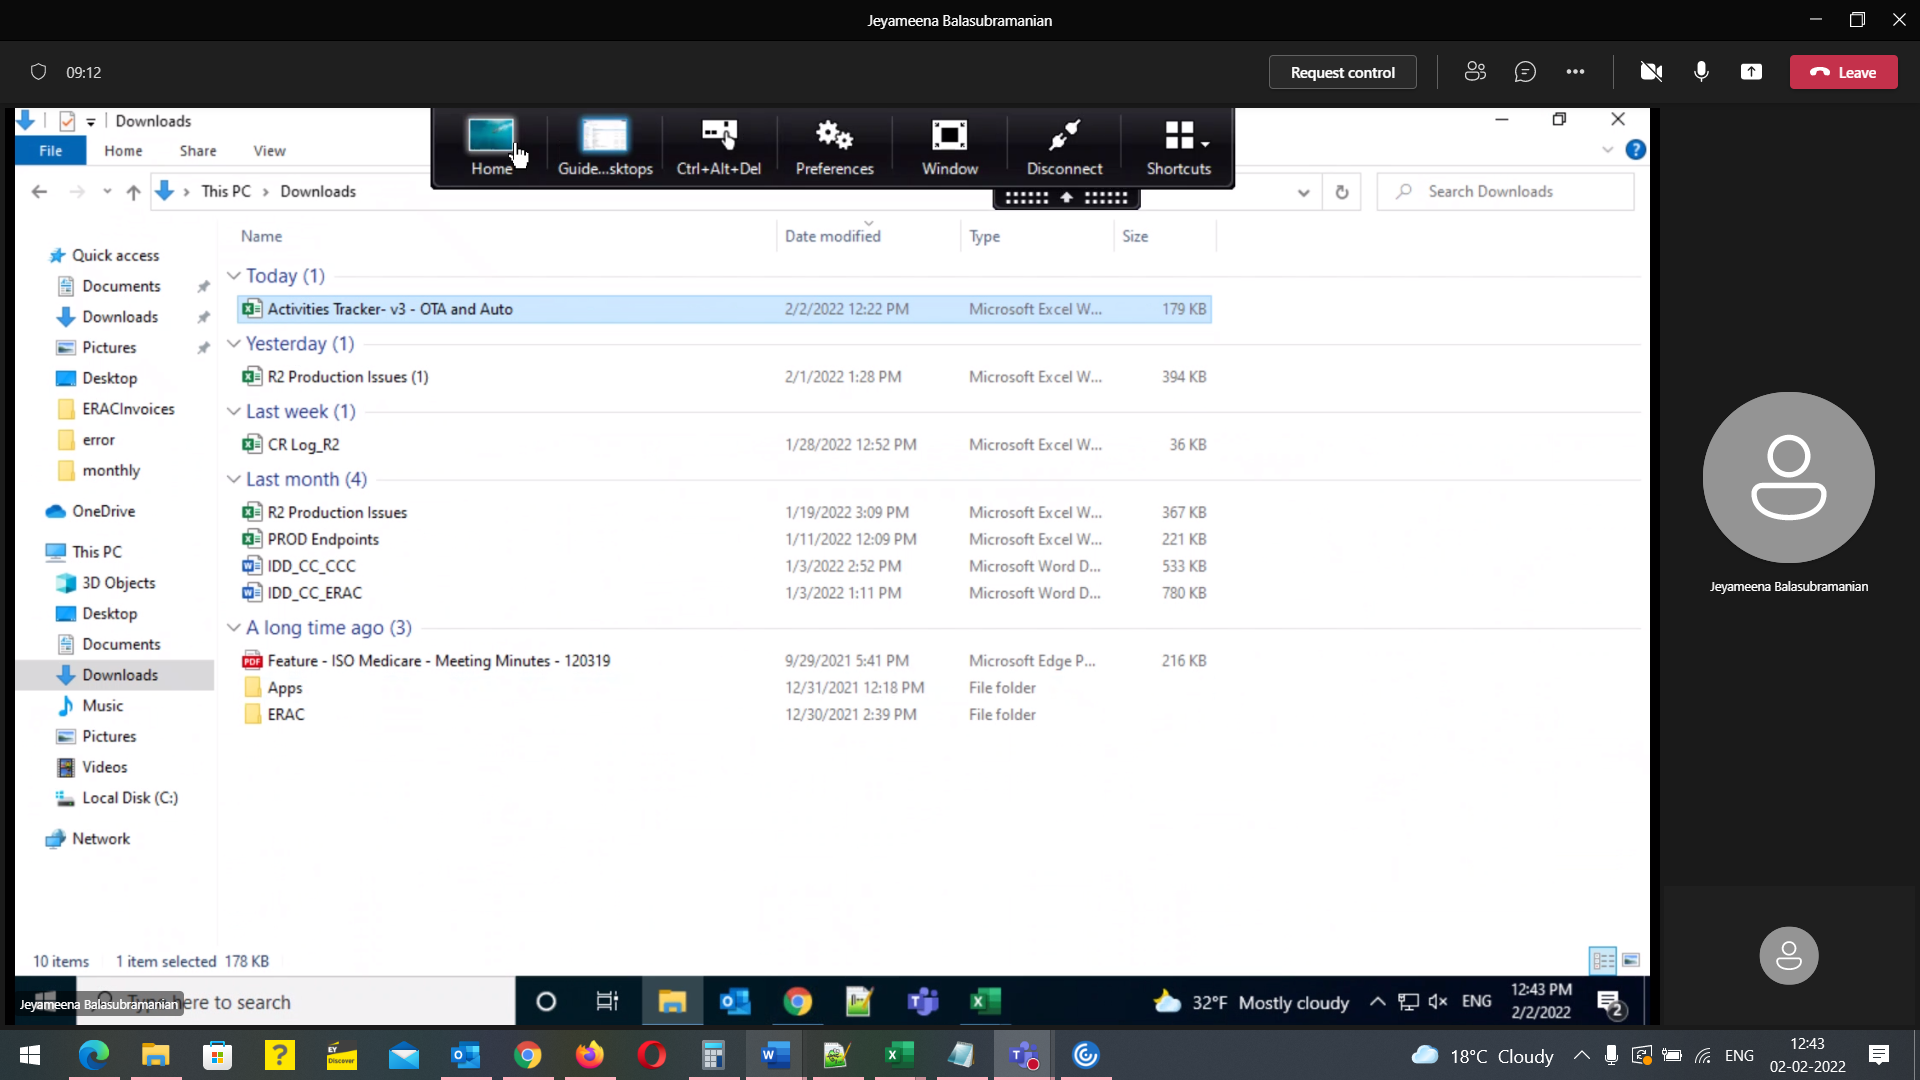 Jeyameena Balasubramanian
09:12
Request control
Leave
Downloads
File Home Share View
Home Guide...sktops Ctrl+Alt+Del Preferences Window Disconnect Shortcuts
This PC > Downloads
Search Downloads
Name Date modified Type Size
Quick access
Documents
Downloads
Pictures
Desktop
ERACInvoices
error
monthly
OneDrive
This PC
3D Objects
Desktop
Documents
Downloads
Music
Pictures
Videos
Local Disk (C:)
Network
Today (1)
Activities Tracker- v3 - OTA and Auto 2/2/2022 12:22 PM Microsoft Excel W... 179 KB
Yesterday (1)
R2 Production Issues (1) 2/1/2022 1:28 PM Microsoft Excel W... 394 KB
Last week (1)
CR Log_R2 1/28/2022 12:52 PM Microsoft Excel W... 36 KB
Last month (4)
R2 Production Issues 1/19/2022 3:09 PM Microsoft Excel W... 367 KB
PROD Endpoints 1/11/2022 12:09 PM Microsoft Excel W... 221 KB
IDD_CC_CCC 1/3/2022 2:52 PM Microsoft Word D... 533 KB
IDD_CC_ERAC 1/3/2022 1:11 PM Microsoft Word D... 780 KB
A long time ago (3)
Feature - ISO Medicare - Meeting Minutes - 120319 9/29/2021 5:41 PM Microsoft Edge P... 216 KB
Apps 12/31/2021 12:18 PM File folder
ERAC 12/30/2021 2:39 PM File folder
Jeyameena Balasubramanian
10 items 1 item selected 178 KB
Jeyameena Balasubramanian
here to search
32°F Mostly cloudy ENG 12:43 PM
2/2/2022
2
EY
Discover
18°C Cloudy ENG 12:43
02-02-2022